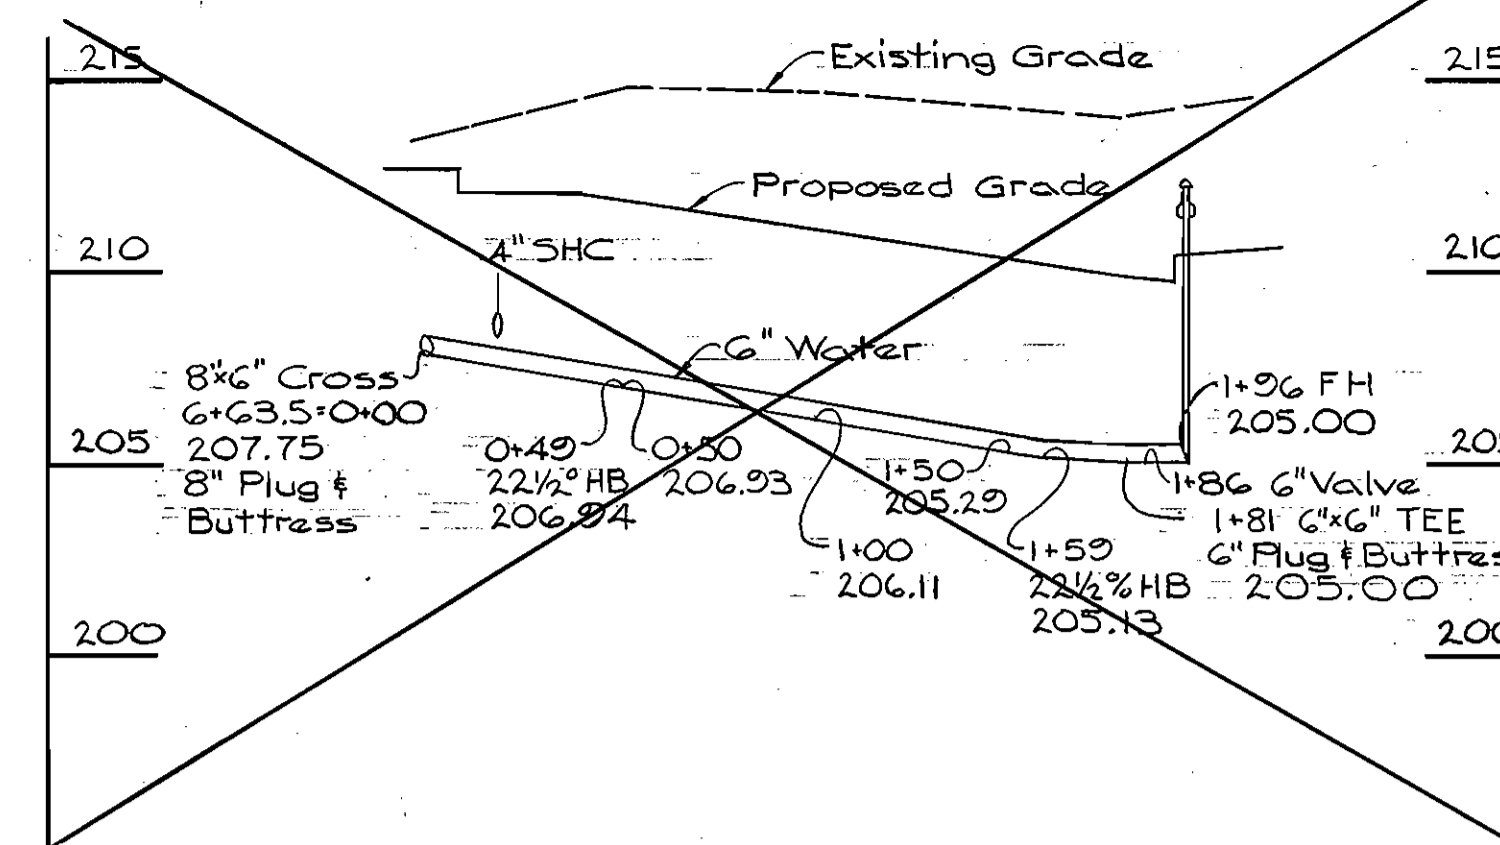 Existing Grade
215
215
Proposed Grade
4" SHC
210
210
6" Water
8"x6" Cross
6+63.5=0+00
207.75
8" Plug &
Buttress
205
0+49
22½° HB
206.94
0+50
206.93
1+00
206.11
1+50
205.29
1+59
22½% HB
205.13
1+96 FH
205.00
1+86 6" Valve
1+81 6"x6" TEE
6" Plug & Buttres
205.00
205
200
200